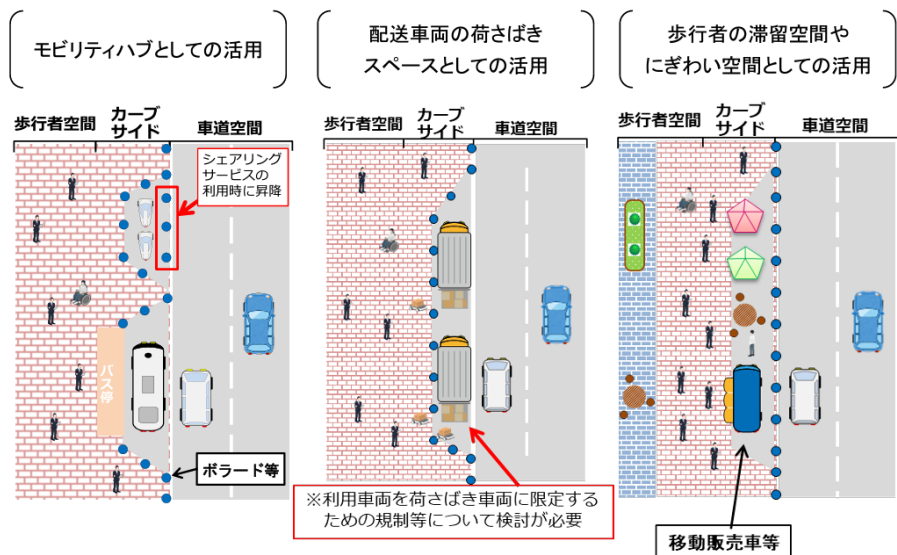 モビリティハブとしての活用
配送車両の荷さばき
スペースとしての活用
歩行者の滞留空間や
にぎわい空間としての活用
歩行者空間
カーブ
サイド
車道空間
シェアリング
サービスの
利用時に昇降
バス停
ボラード等
歩行者空間
カーブ
サイド
車道空間
※利用車両を荷さばき車両に限定する
ための規制等について検討が必要
歩行者空間
カーブ
サイド
車道空間
移動販売車等